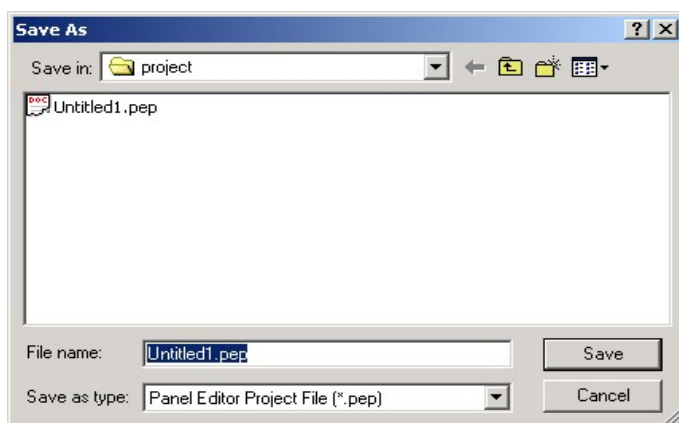 Save As
Save in: project
DOC Untitled1.pep
File name: Untitled1.pep Save
Save as type: Panel Editor Project File (*.pep) Cancel